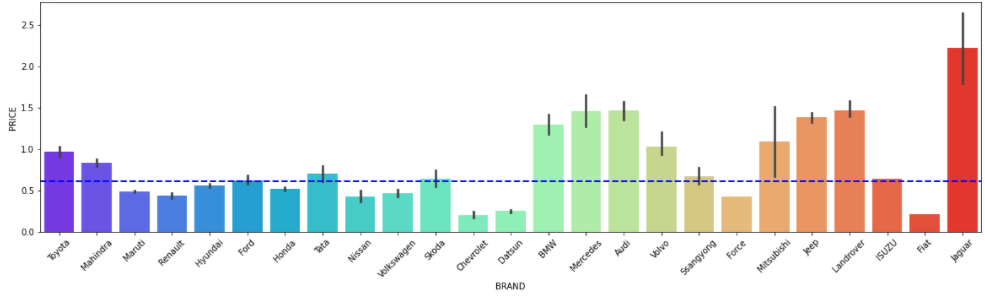 2.5
2.0
1.5
1.0
0.5
0.0
PRICE
Toyota
Mahindra
Maruti
Renault
Hyundai
Ford
Honda
Tata
Nissan
Volkswagen
Skoda
Chevrolet
Datsun
BMW
Mercedes
Audi
Volvo
Ssangyong
Force
Mitsubishi
Jeep
Landrover
ISUZU
Fiat
Jaguar
BRAND